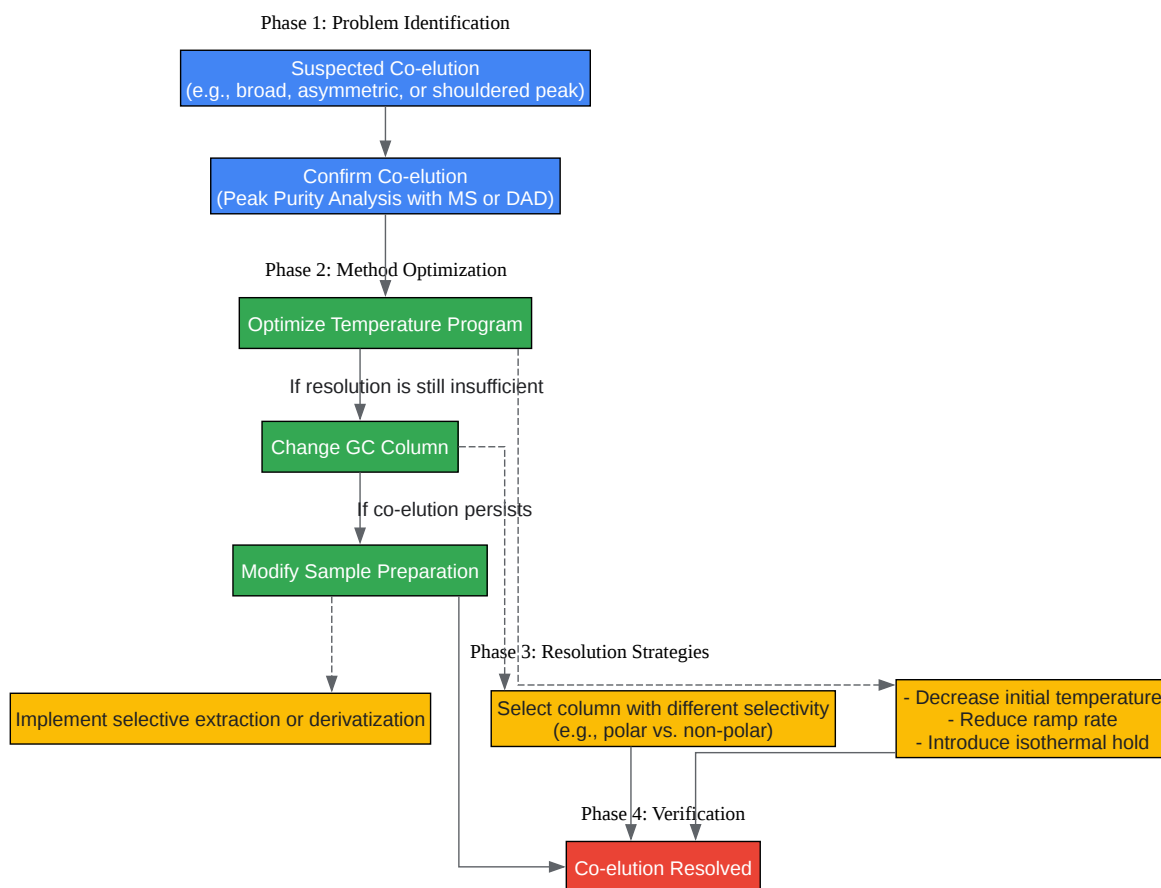 Phase 1: Problem Identification
Suspected Co-elution
(e.g., broad, asymmetric, or shouldered peak)
Confirm Co-elution
(Peak Purity Analysis with MS or DAD)
Phase 2: Method Optimization
Optimize Temperature Program
If resolution is still insufficient
Change GC Column
If co-elution persists
Modify Sample Preparation
Phase 3: Resolution Strategies
Implement selective extraction or derivatization
Select column with different selectivity
(e.g., polar vs. non-polar)
- Decrease initial temperature
- Reduce ramp rate
- Introduce isothermal hold
Phase 4: Verification
Co-elution Resolved